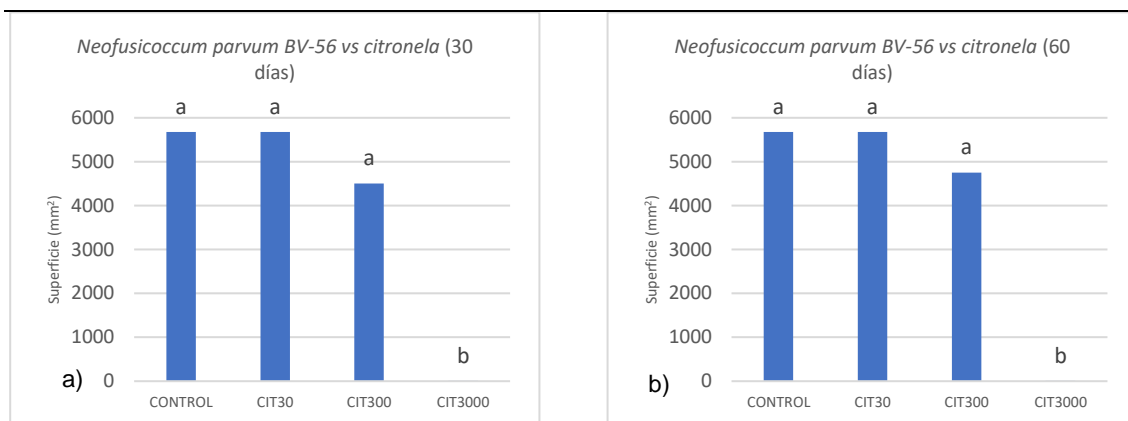 Neofusicoccum parvum BV-56 vs citronela (30
días)
a a
6000
a
5000
4000
3000
2000
1000
b
0
Superficie (mm²)
a)
CONTROL CIT30 CIT300 CIT3000
Neofusicoccum parvum BV-56 vs citronela (60
días)
a a
6000
a
5000
4000
3000
2000
1000
b
0
Superficie (mm²)
b)
CONTROL CIT30 CIT300 CIT3000